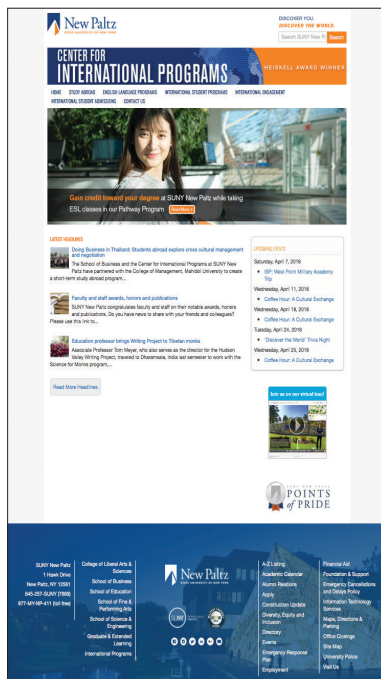 New Paltz
STATE UNIVERSITY OF NEW YORK
DISCOVER YOU.
DISCOVER THE WORLD.
Search SUNY New P
Search
CENTER FOR
INTERNATIONAL PROGRAMS
HEISKELL AWARD WINNER
HOME STUDY ABROAD ENGLISH LANGUAGE PROGRAMS INTERNATIONAL STUDENT PROGRAMS INTERNATIONAL ENGAGEMENT
INTERNATIONAL STUDENT ADMISSIONS CONTACT US
Gain credit toward your degree at SUNY New Paltz while taking
ESL classes in our Pathway Program Read More >
LATEST HEADLINES
Doing Business in Thailand: Students abroad explore cross cultural management
and negotiation
The School of Business and the Center for International Programs at SUNY New
Paltz have partnered with the College of Management, Mahidol University to create
a short-term study abroad program...
Faculty and staff awards, honors and publications
SUNY New Paltz congratulates faculty and staff on their notable awards, honors
and publications. Do you have news to share with your friends and colleagues?
Please use this link to...
Education professor brings Writing Project to Tibetan monks
Associate Professor Tom Meyer, who also serves as the director for the Hudson
Valley Writing Project, traveled to Dharamsala, India last semester to work with the
Science for Monks program,...
Read More Headlines
UPCOMING EVENTS
Saturday, April 7, 2018
ISP: West Point Military Academy
Trip
Wednesday, April 11, 2018
Coffee Hour: A Cultural Exchange
Wednesday, April 18, 2018
Coffee Hour: A Cultural Exchange
Tuesday, April 24, 2018
"Discover the World" Trivia Night
Wednesday, April 25, 2018
Coffee Hour: A Cultural Exchange
Join us on our virtual tour!
SUNY NEW PALTZ
POINTS
of PRIDE
SUNY New Paltz
1 Hawk Drive
New Paltz, NY 12561
845-257-SUNY (7869)
877-MY-NP-411 (toll free)
College of Liberal Arts &
Sciences
School of Business
School of Education
School of Fine &
Performing Arts
School of Science &
Engineering
Graduate & Extended
Learning
International Programs
New Paltz
STATE UNIVERSITY OF NEW YORK
SUNY
A-Z Listing
Academic Calendar
Alumni Relations
Apply
Construction Update
Diversity, Equity and
Inclusion
Directory
Events
Emergency Response
Plan
Employment
Financial Aid
Foundation & Support
Emergency Cancellations
and Delays Policy
Information Technology
Services
Maps, Directions &
Parking
Office Closings
Site Map
University Police
Visit Us